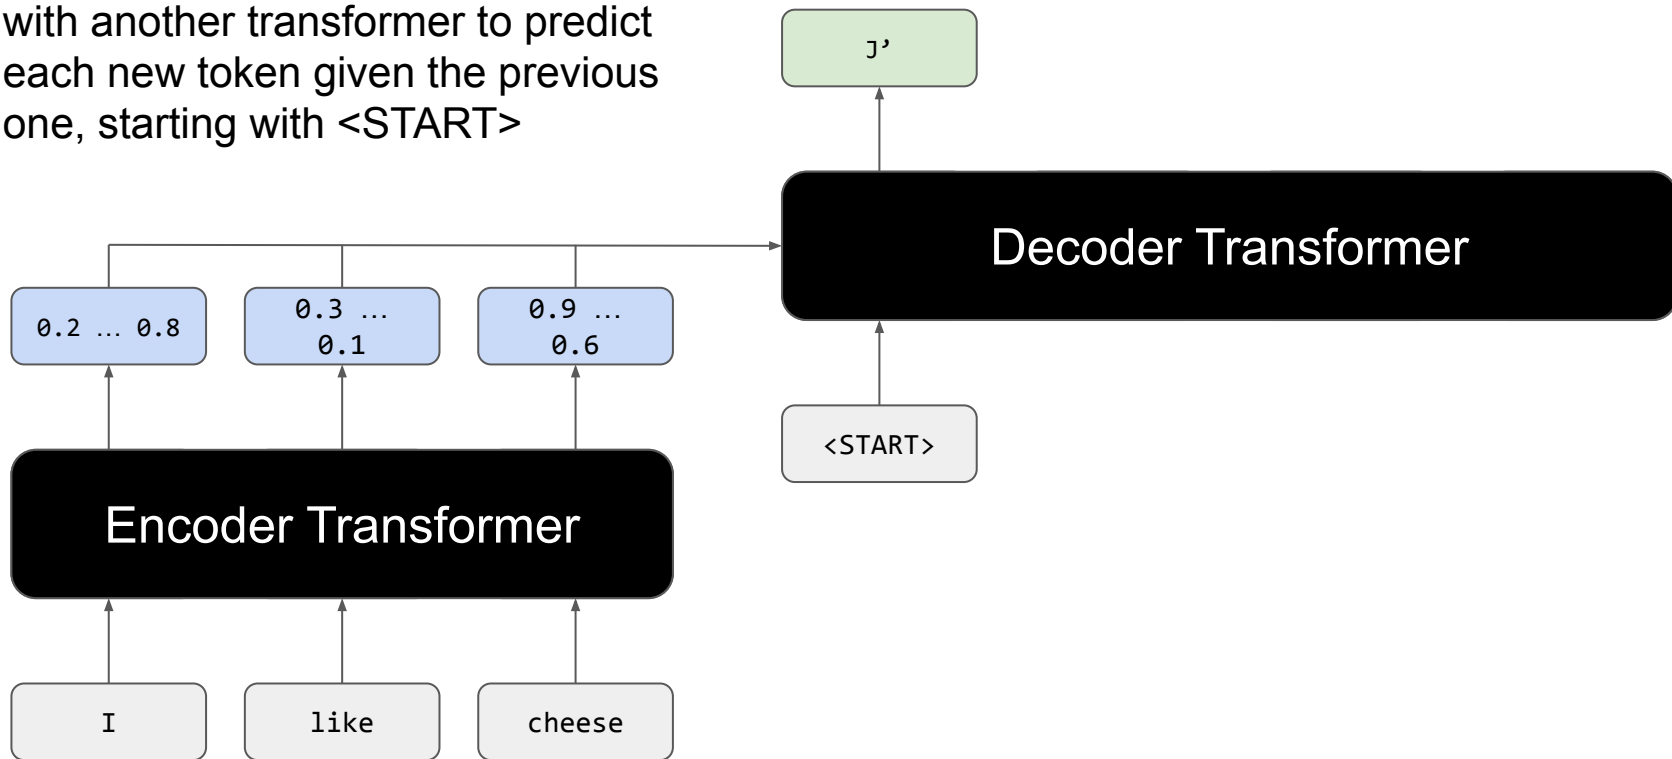 with another transformer to predict
each new token given the previous
one, starting with <START>
J’
Decoder Transformer
0.2 … 0.8
0.3 …
0.1
0.9 …
0.6
<START>
Encoder Transformer
I
like
cheese